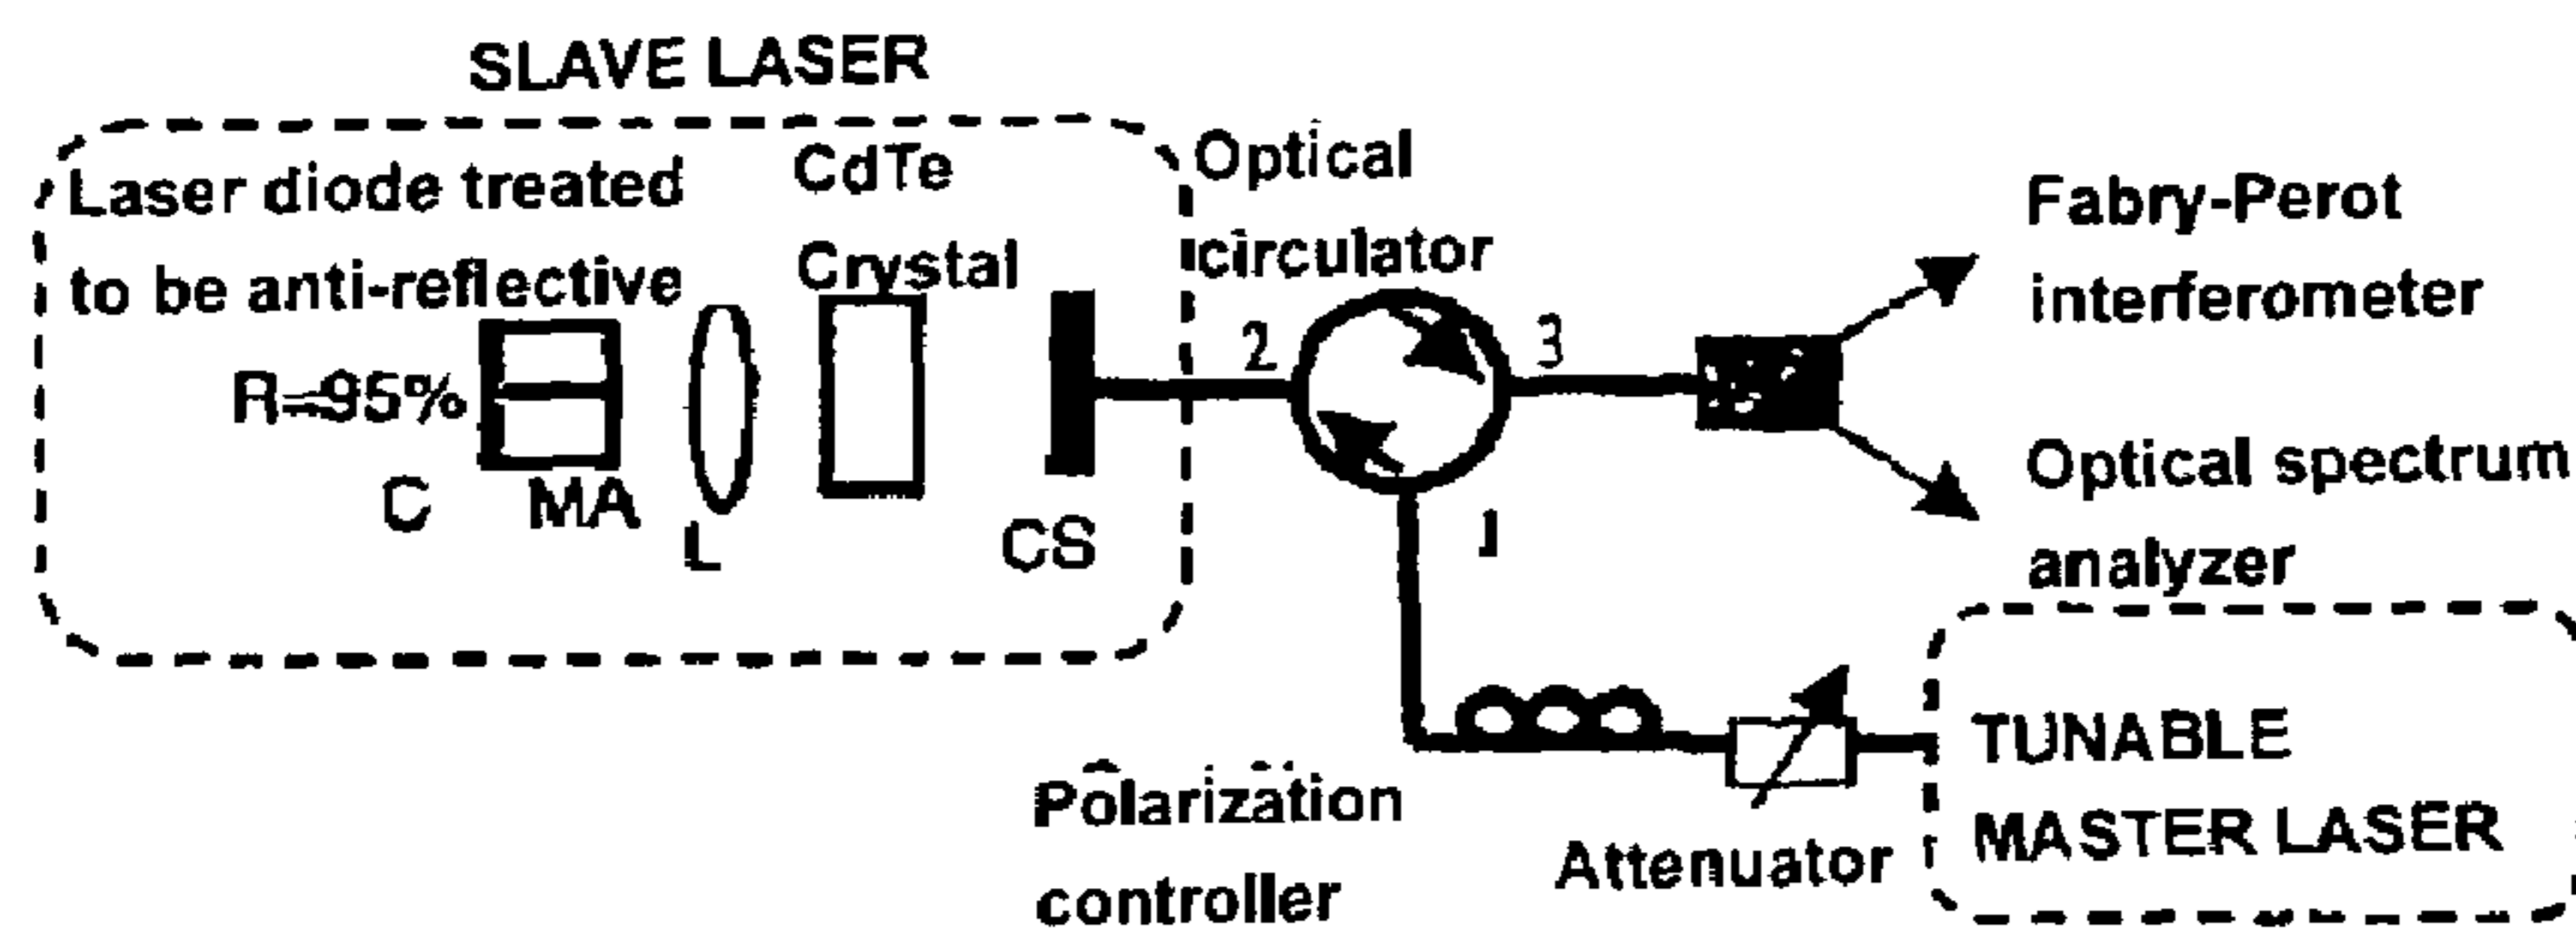 SLAVE LASER
Laser diode treated
to be anti-reflective
CdTe
Crystal
R=95%
C
MA
L
CS
Optical
circulator
2
3
1
Fabry-Perot
interferometer
Optical spectrum
analyzer
Polarization
controller
Attenuator
TUNABLE
MASTER LASER